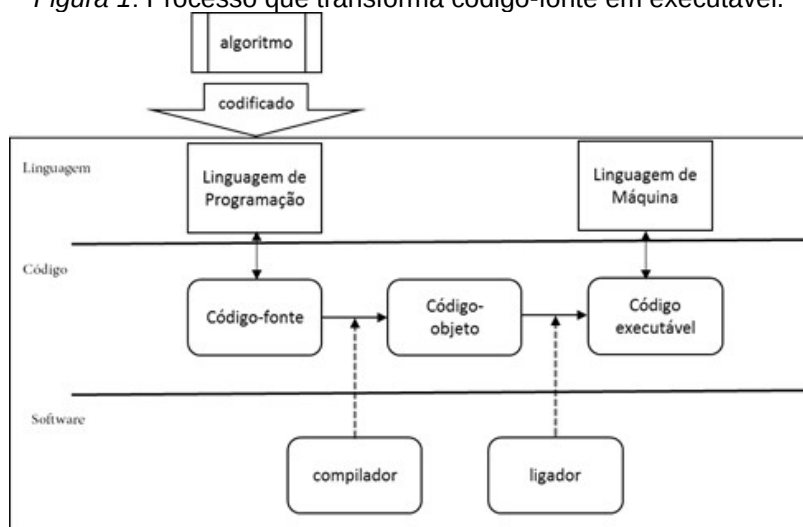 Figura 1. Processo que transforma código-fonte em executável.
algoritmo
codificado
Linguagem
Linguagem de
Programação
Linguagem de
Máquina
Código
Código-fonte
Código-
objeto
Código
executável
Software
compilador
ligador